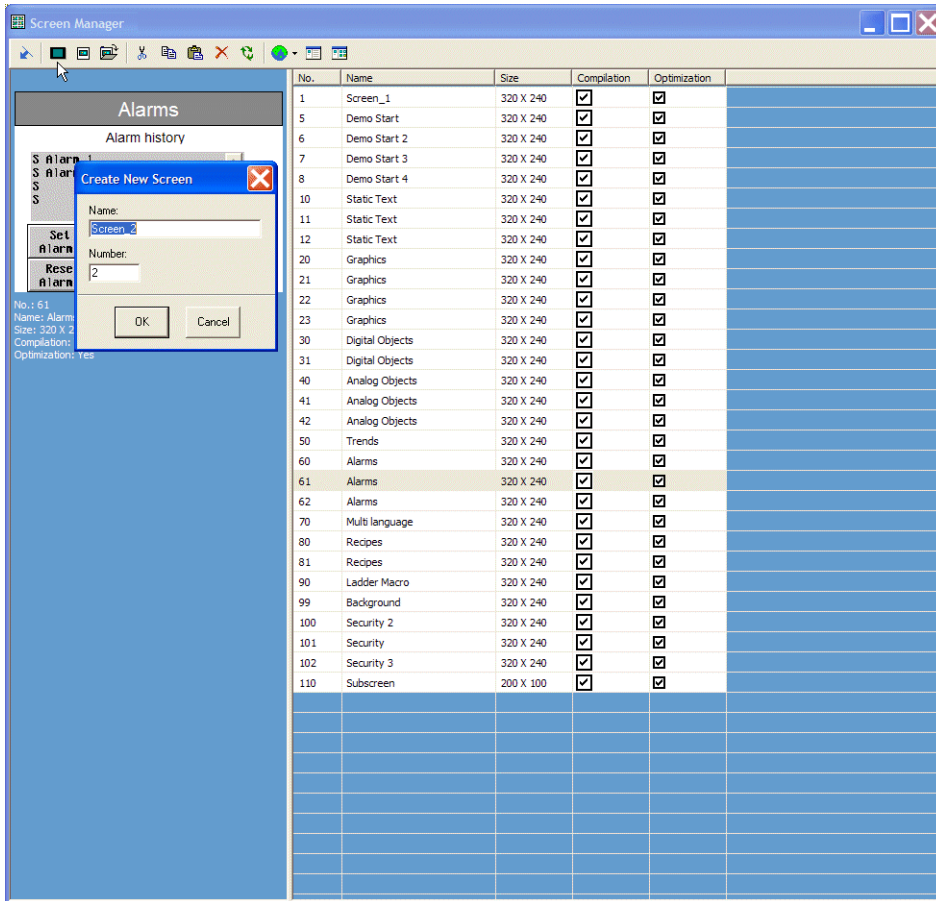 Screen Manager
No. Name Size Compilation Optimization
Alarms
Alarm history
S Alarm 1
S Alarm
S
S
Set
Alarm
Rese
Alarm
No.: 61
Name: Alarm
Size: 320 X 2
Compilation:
Optimization: Yes
Create New Screen
Name:
Screen_2
Number:
2
OK Cancel
1 Screen_1 320 X 240
5 Demo Start 320 X 240
6 Demo Start 2 320 X 240
7 Demo Start 3 320 X 240
8 Demo Start 4 320 X 240
10 Static Text 320 X 240
11 Static Text 320 X 240
12 Static Text 320 X 240
20 Graphics 320 X 240
21 Graphics 320 X 240
22 Graphics 320 X 240
23 Graphics 320 X 240
30 Digital Objects 320 X 240
31 Digital Objects 320 X 240
40 Analog Objects 320 X 240
41 Analog Objects 320 X 240
42 Analog Objects 320 X 240
50 Trends 320 X 240
60 Alarms 320 X 240
61 Alarms 320 X 240
62 Alarms 320 X 240
70 Multi language 320 X 240
80 Recipes 320 X 240
81 Recipes 320 X 240
90 Ladder Macro 320 X 240
99 Background 320 X 240
100 Security 2 320 X 240
101 Security 320 X 240
102 Security 3 320 X 240
110 Subscreen 200 X 100